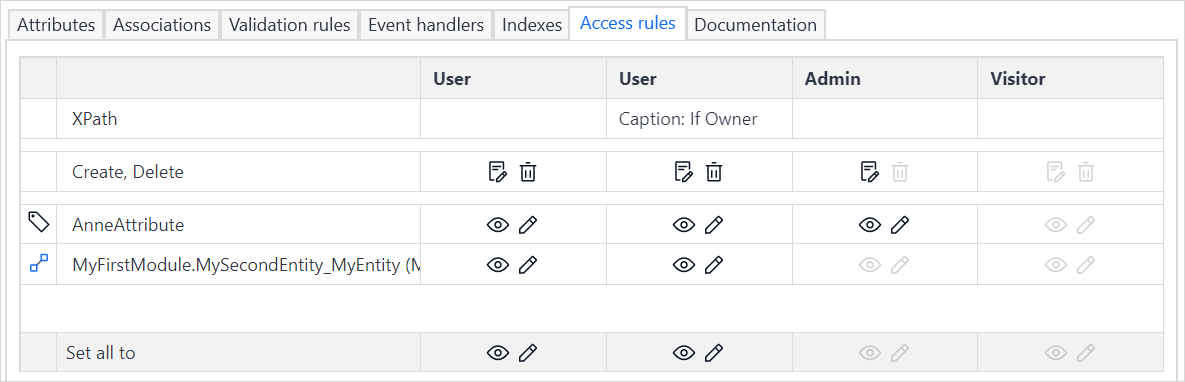 Attributes Associations Validation rules Event handlers Indexes Access rules Documentation
User User Admin Visitor
XPath Caption: If Owner
Create, Delete
AnneAttribute
MyFirstModule.MySecondEntity_MyEntity (M
Set all to